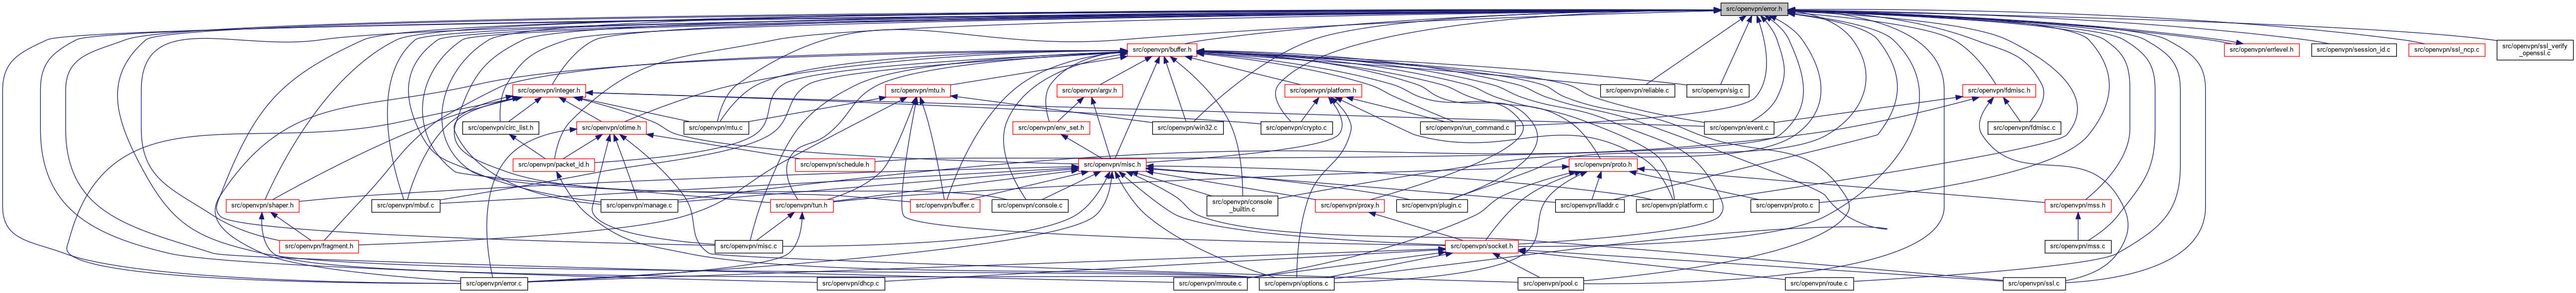 src/openvpn/error.h
src/openvpn/buffer.h
src/openvpn/errlevel.h
src/openvpn/session_id.c
src/openvpn/ssl_ncp.c
src/openvpn/ssl_verify
_openssl.c
src/openvpn/integer.h
src/openvpn/mtu.h
src/openvpn/argv.h
src/openvpn/platform.h
src/openvpn/reliable.c
src/openvpn/sig.c
src/openvpn/fdmisc.h
src/openvpn/circ_list.h
src/openvpn/otime.h
src/openvpn/mtu.c
src/openvpn/env_set.h
src/openvpn/win32.c
src/openvpn/crypto.c
src/openvpn/run_command.c
src/openvpn/event.c
src/openvpn/fdmisc.c
src/openvpn/packet_id.h
src/openvpn/schedule.h
src/openvpn/misc.h
src/openvpn/proto.h
src/openvpn/shaper.h
src/openvpn/mbuf.c
src/openvpn/manage.c
src/openvpn/tun.h
src/openvpn/buffer.c
src/openvpn/console.c
src/openvpn/console
_builtin.c
src/openvpn/proxy.h
src/openvpn/plugin.c
src/openvpn/lladdr.c
src/openvpn/platform.c
src/openvpn/proto.c
src/openvpn/mss.h
src/openvpn/fragment.h
src/openvpn/misc.c
src/openvpn/socket.h
src/openvpn/mss.c
src/openvpn/error.c
src/openvpn/dhcp.c
src/openvpn/mroute.c
src/openvpn/options.c
src/openvpn/pool.c
src/openvpn/route.c
src/openvpn/ssl.c